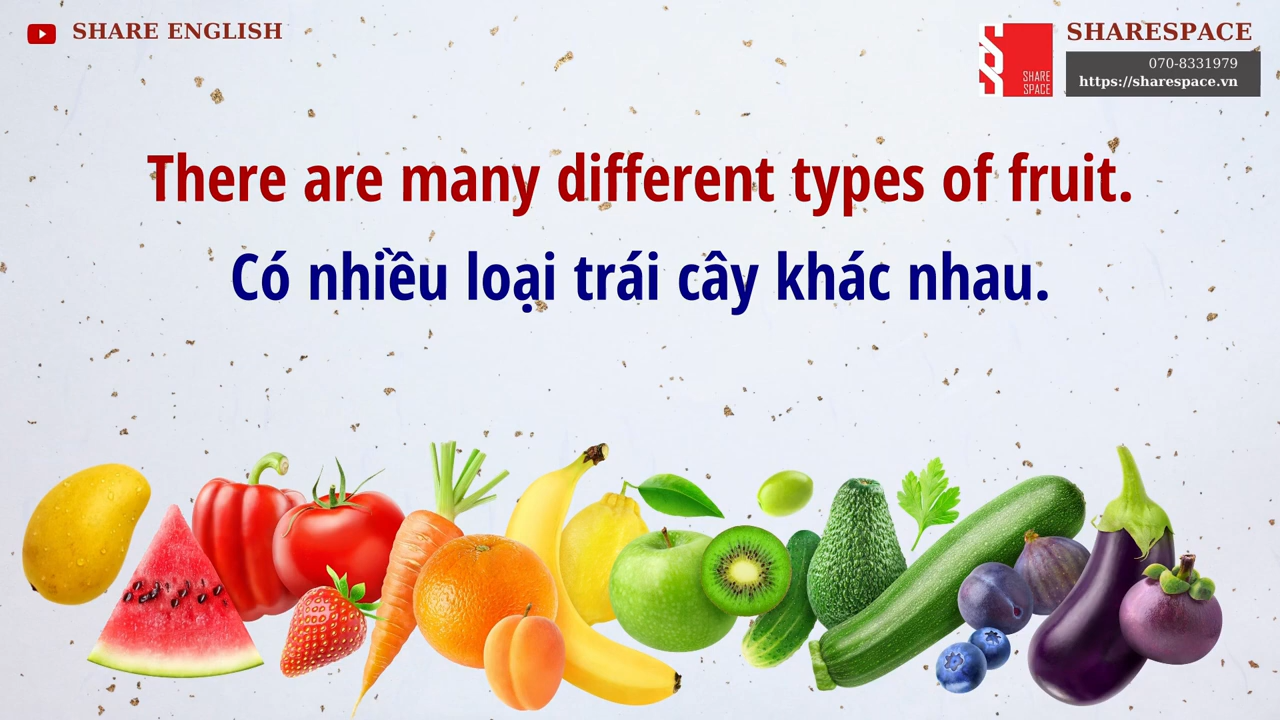 SHARE ENGLISH
SHARESPACE
070-8331979
https://sharespace.vn
SHARE
SPACE
There are many different types of fruit.
Có nhiều loại trái cây khác nhau.